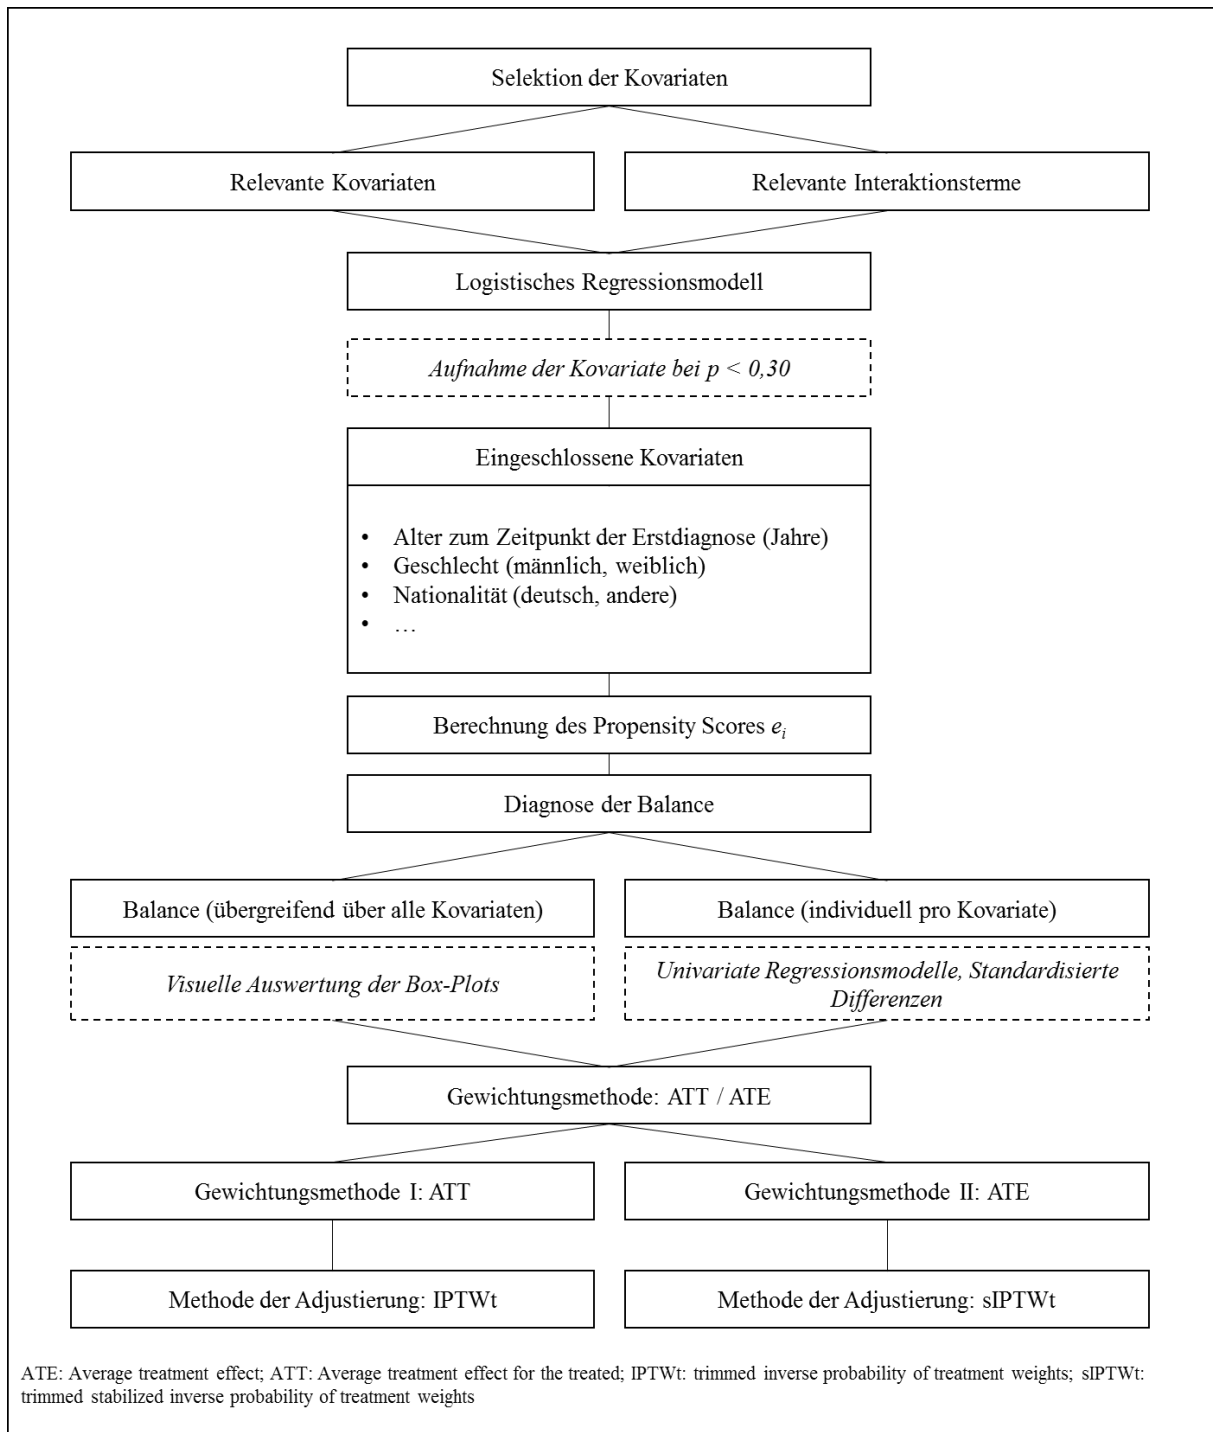 Selektion der Kovariaten
Relevante Kovariaten
Relevante Interaktionsterme
Logistisches Regressionsmodell
Aufnahme der Kovariate bei p < 0,30
Eingeschlossene Kovariaten
• Alter zum Zeitpunkt der Erstdiagnose (Jahre)
• Geschlecht (männlich, weiblich)
• Nationalität (deutsch, andere)
• …
Berechnung des Propensity Scores eᵢ
Diagnose der Balance
Balance (übergreifend über alle Kovariaten)
Balance (individuell pro Kovariate)
Visuelle Auswertung der Box-Plots
Univariate Regressionsmodelle, Standardisierte
Differenzen
Gewichtungsmethode: ATT / ATE
Gewichtungsmethode I: ATT
Gewichtungsmethode II: ATE
Methode der Adjustierung: IPTWt
Methode der Adjustierung: sIPTWt
ATE: Average treatment effect; ATT: Average treatment effect for the treated; IPTWt: trimmed inverse probability of treatment weights; sIPTWt:
trimmed stabilized inverse probability of treatment weights